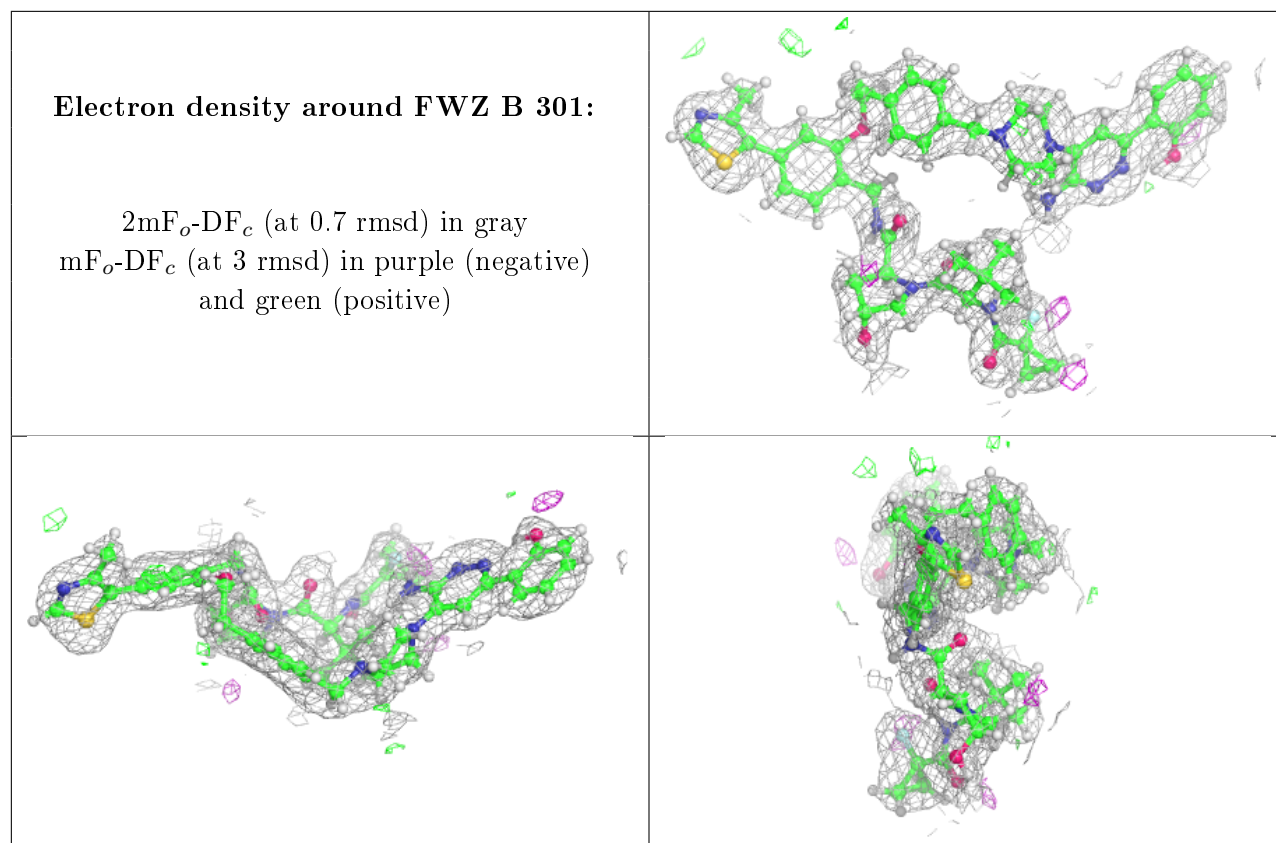 Electron density around FWZ B 301:
2mFo-DFc (at 0.7 rmsd) in gray
mFo-DFc (at 3 rmsd) in purple (negative)
and green (positive)